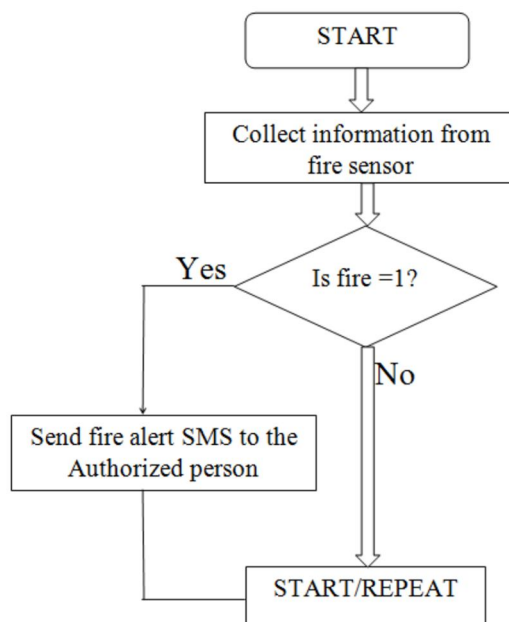 START
Collect information from
fire sensor
Is fire =1?
Yes
No
Send fire alert SMS to the
Authorized person
START/REPEAT